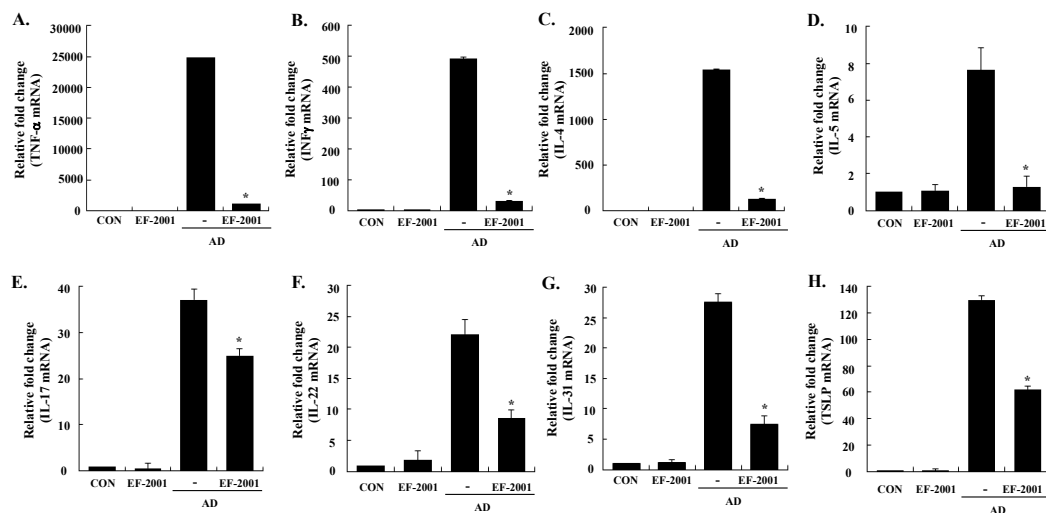 A.
Relative fold change
(TNF-α mRNA)
30000
25000
20000
15000
10000
5000
0
CON EF-2001 - EF-2001
AD
*
B.
Relative fold change
(INFγ mRNA)
600
500
400
300
200
100
0
CON EF-2001 - EF-2001
AD
*
C.
Relative fold change
(IL-4 mRNA)
2000
1500
1000
500
0
CON EF-2001 - EF-2001
AD
*
D.
Relative fold change
(IL-5 mRNA)
10
8
6
4
2
0
CON EF-2001 - EF-2001
AD
*
E.
Relative fold change
(IL-17 mRNA)
40
30
20
10
0
CON EF-2001 - EF-2001
AD
*
F.
Relative fold change
(IL-22 mRNA)
30
25
20
15
10
5
0
CON EF-2001 - EF-2001
AD
*
G.
Relative fold change
(IL-31 mRNA)
30
25
20
15
10
5
0
CON EF-2001 - EF-2001
AD
*
H.
Relative fold change
(TSLP mRNA)
140
120
100
80
60
40
20
0
CON EF-2001 - EF-2001
AD
*